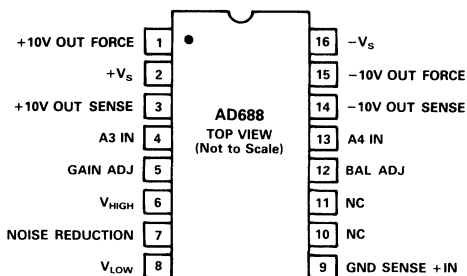 +10V OUT FORCE 1
+VS 2
+10V OUT SENSE 3
A3 IN 4
GAIN ADJ 5
VHIGH 6
NOISE REDUCTION 7
VLOW 8
AD688
TOP VIEW
(Not to Scale)
16 −VS
15 −10V OUT FORCE
14 −10V OUT SENSE
13 A4 IN
12 BAL ADJ
11 NC
10 NC
9 GND SENSE +IN